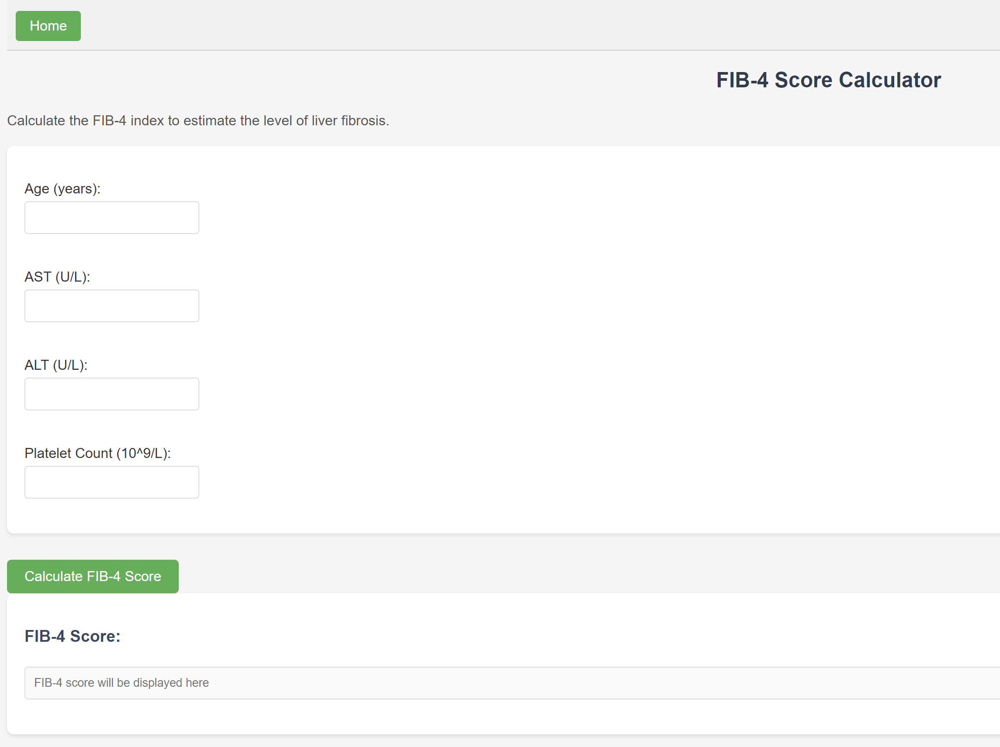 Home
FIB-4 Score Calculator
Calculate the FIB-4 index to estimate the level of liver fibrosis.
Age (years):
AST (U/L):
ALT (U/L):
Platelet Count (10^9/L):
Calculate FIB-4 Score
FIB-4 Score:
FIB-4 score will be displayed here